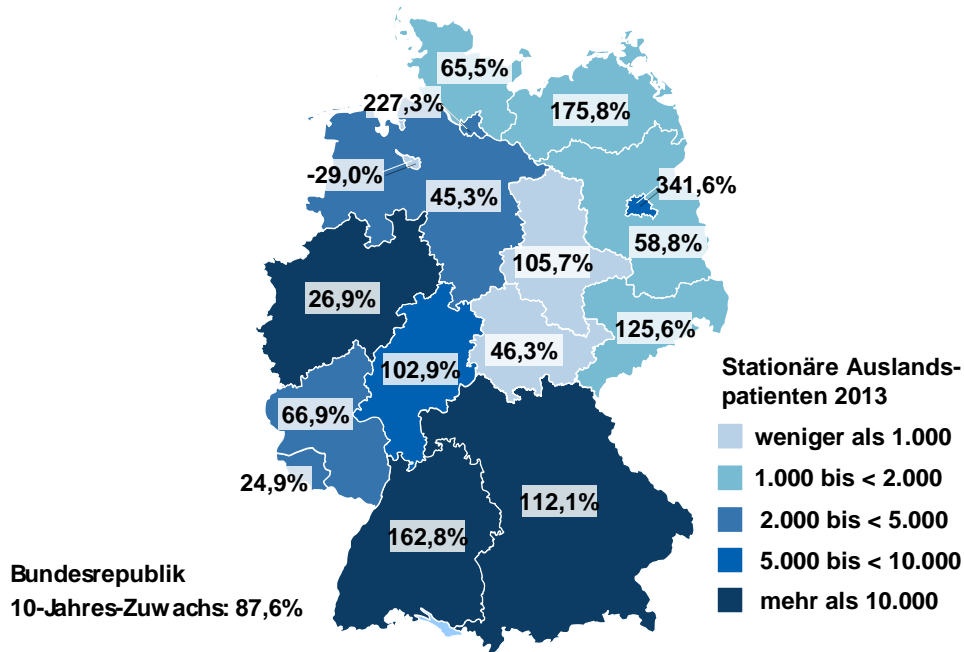 65,5%
227,3%
175,8%
-29,0%
341,6%
45,3%
58,8%
105,7%
26,9%
125,6%
46,3%
102,9%
66,9%
24,9%
112,1%
162,8%
Stationäre Auslands-
patienten 2013
weniger als 1.000
1.000 bis < 2.000
2.000 bis < 5.000
5.000 bis < 10.000
mehr als 10.000
Bundesrepublik
10-Jahres-Zuwachs: 87,6%